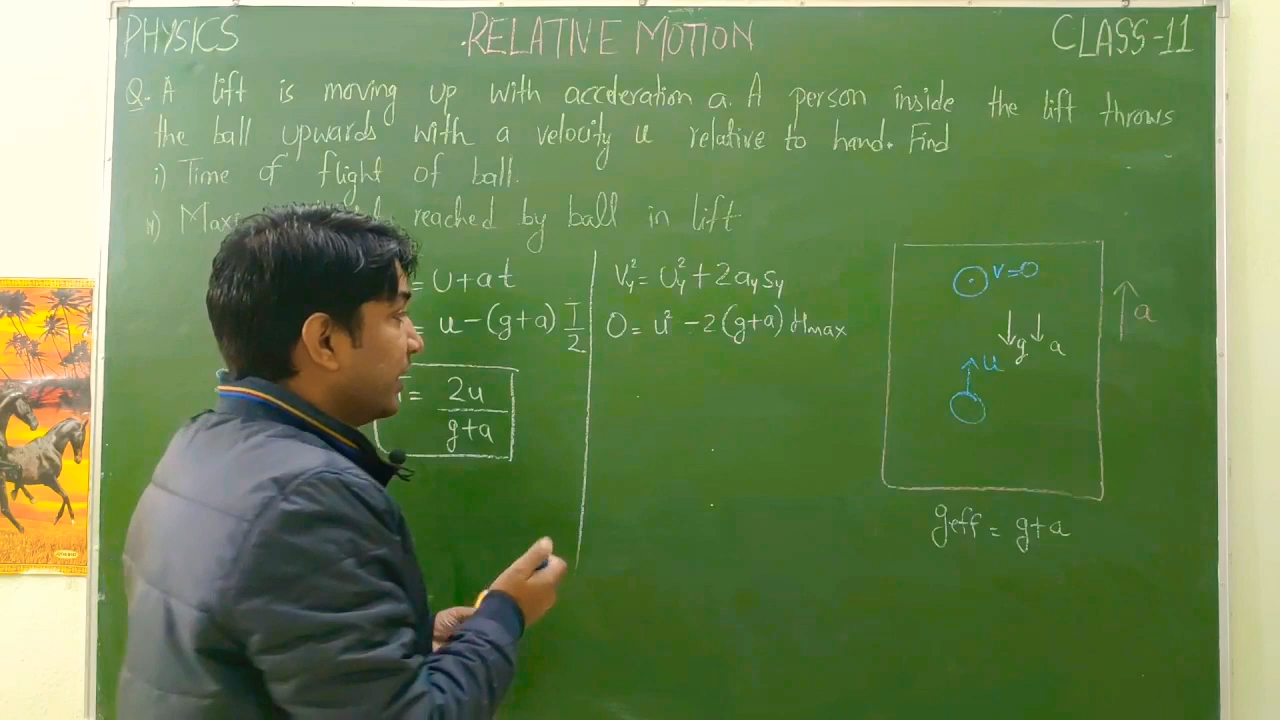 PHYSICS
RELATIVE MOTION
CLASS-11
Q. A lift is moving up with acceleration a. A person inside the lift throws
the ball upwards with a velocity u relative to hand. Find
i) Time of flight of ball.
ii) reached by ball in lift
= U+at
= u-(g+a) T/2
= 2u/g+a
Vy² = Uy² + 2aysy
0 = u² - 2(g+a) Hmax
v=0
g a
u
a
geff = g+a